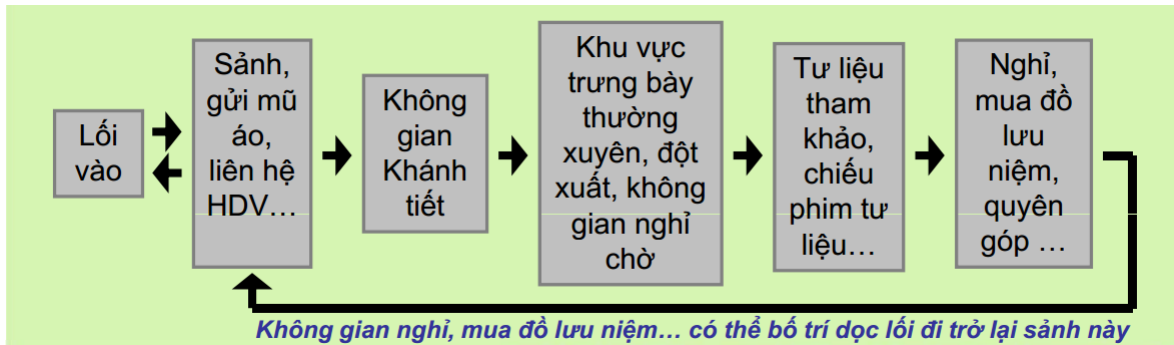 Lối
vào
Sảnh,
gửi mũ
áo,
liên hệ
HDV…
Không
gian
Khánh
tiết
Khu vực
trưng bày
thường
xuyên, đột
xuất, không
gian nghỉ
chờ
Tư liệu
tham
khảo,
chiếu
phim tư
liệu…
Nghỉ,
mua đồ
lưu
niệm,
quyên
góp …
Không gian nghỉ, mua đồ lưu niệm… có thể bố trí dọc lối đi trở lại sảnh này